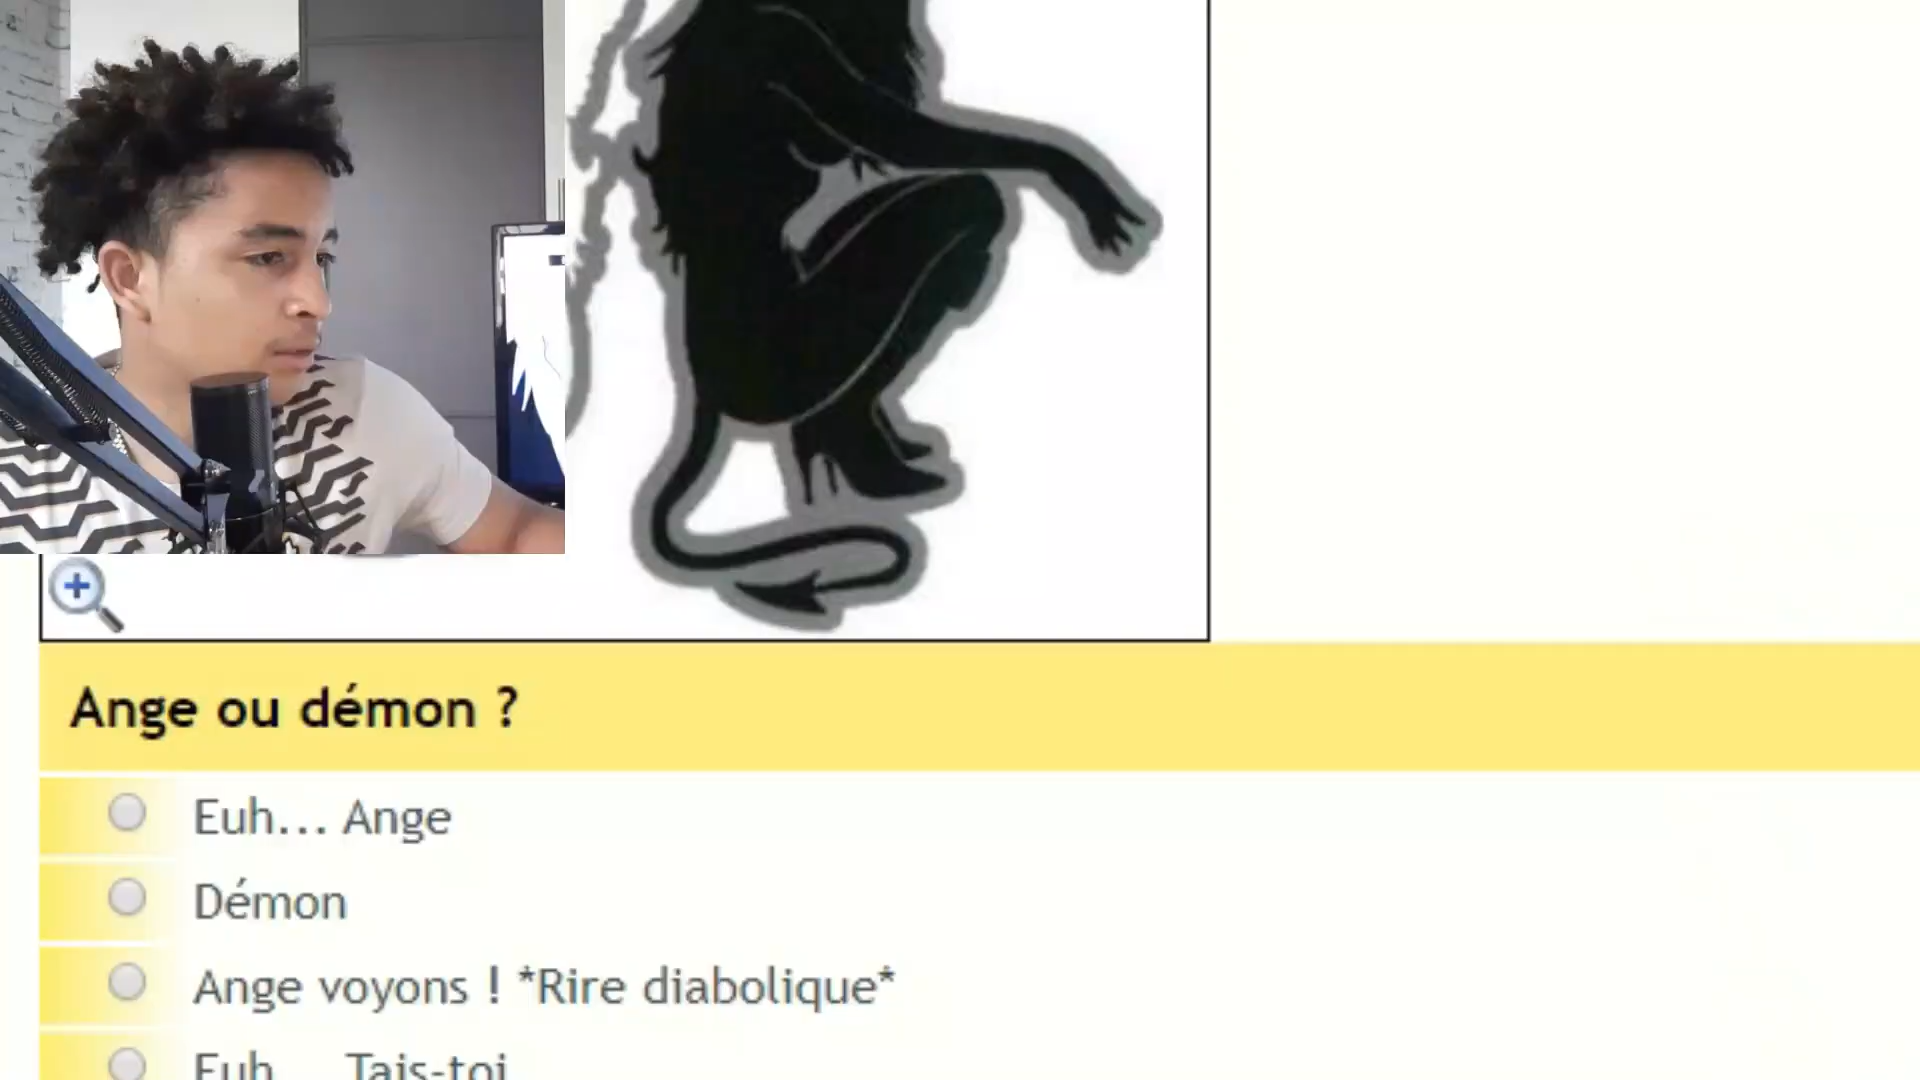 Ange ou démon ?
Euh... Ange
Démon
Ange voyons ! *Rire diabolique*
Euh... Tais-toi